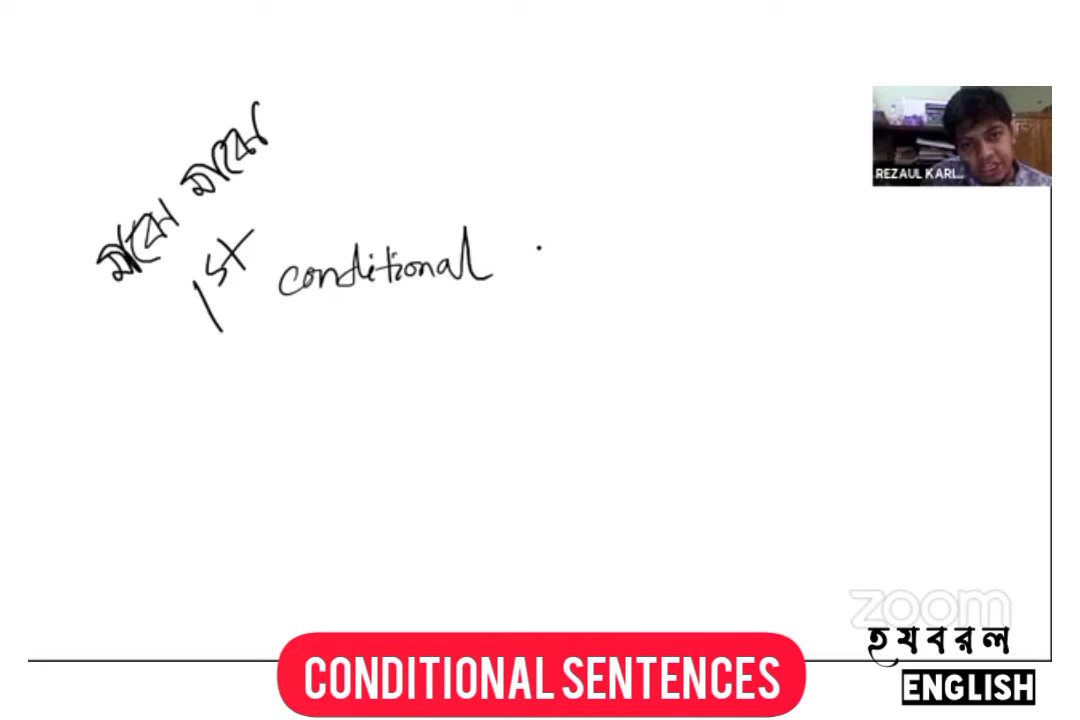 1st conditional
REZAUL KARI...
zoom
হযবরল
ENGLISH
CONDITIONAL SENTENCES